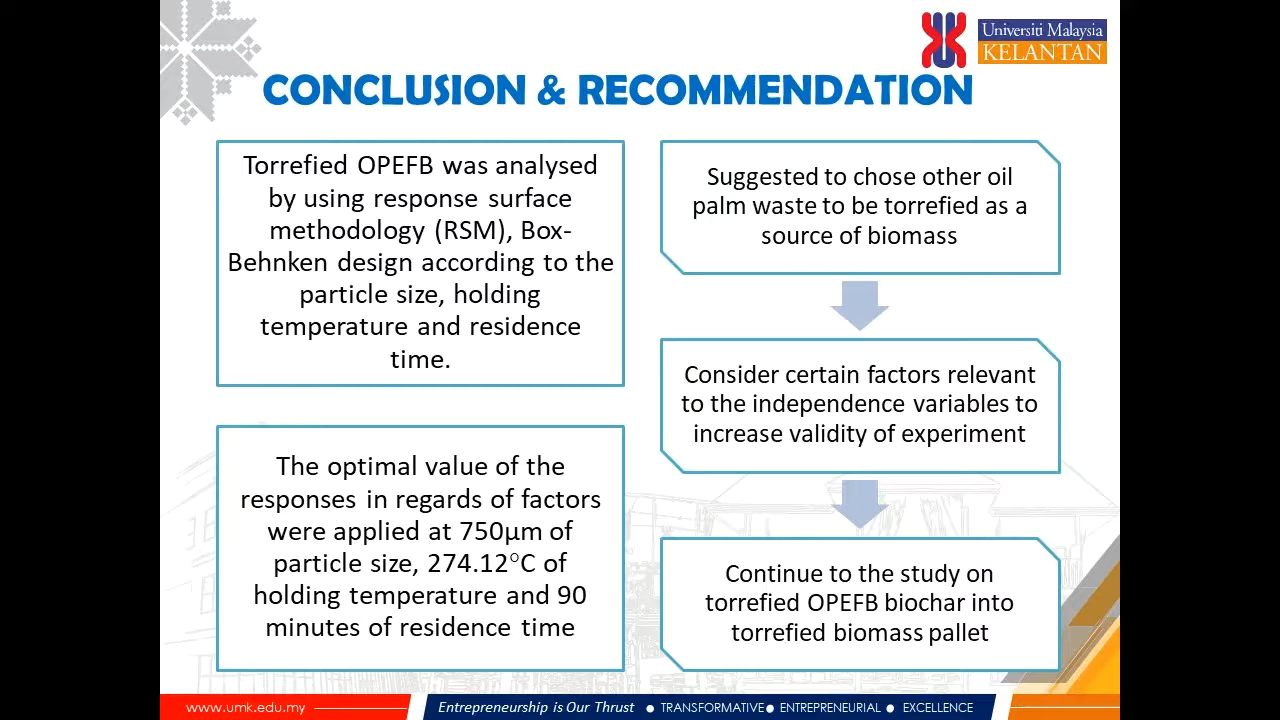 Universiti Malaysia
KELANTAN
CONCLUSION & RECOMMENDATION
Torrefied OPEFB was analysed
by using response surface
methodology (RSM), Box-
Behnken design according to the
particle size, holding
temperature and residence
time.
The optimal value of the
responses in regards of factors
were applied at 750µm of
particle size, 274.12°C of
holding temperature and 90
minutes of residence time
Suggested to chose other oil
palm waste to be torrefied as a
source of biomass
Consider certain factors relevant
to the independence variables to
increase validity of experiment
Continue to the study on
torrefied OPEFB biochar into
torrefied biomass pallet
www.umk.edu.my
Entrepreneurship is Our Thrust ● TRANSFORMATIVE● ENTREPRENEURIAL ● EXCELLENCE